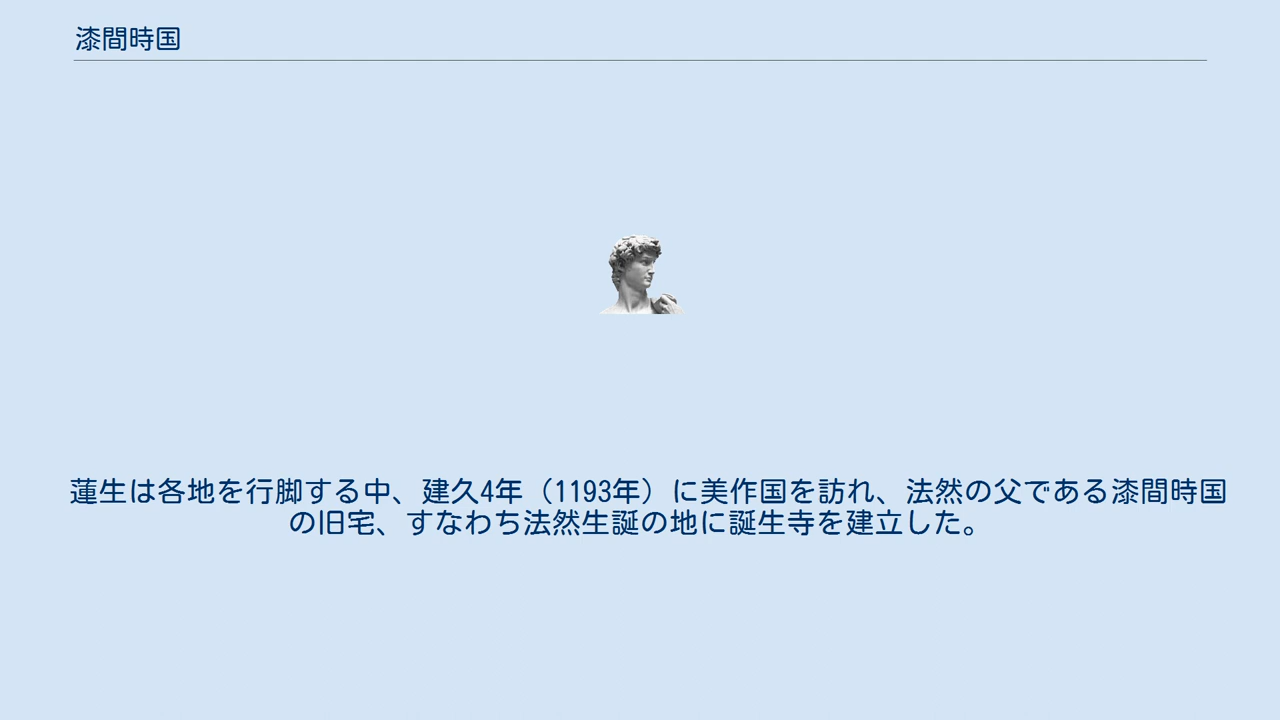 漆間時国
蓮生は各地を行脚する中、建久4年（1193年）に美作国を訪れ、法然の父である漆間時国
の旧宅、すなわち法然生誕の地に誕生寺を建立した。